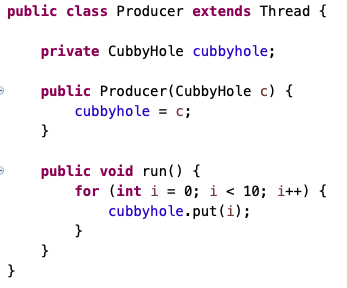 public class Producer extends Thread {
    private CubbyHole cubbyhole;
    public Producer(CubbyHole c) {
        cubbyhole = c;
    }
    public void run() {
        for (int i = 0; i < 10; i++) {
            cubbyhole.put(i);
        }
    }
}